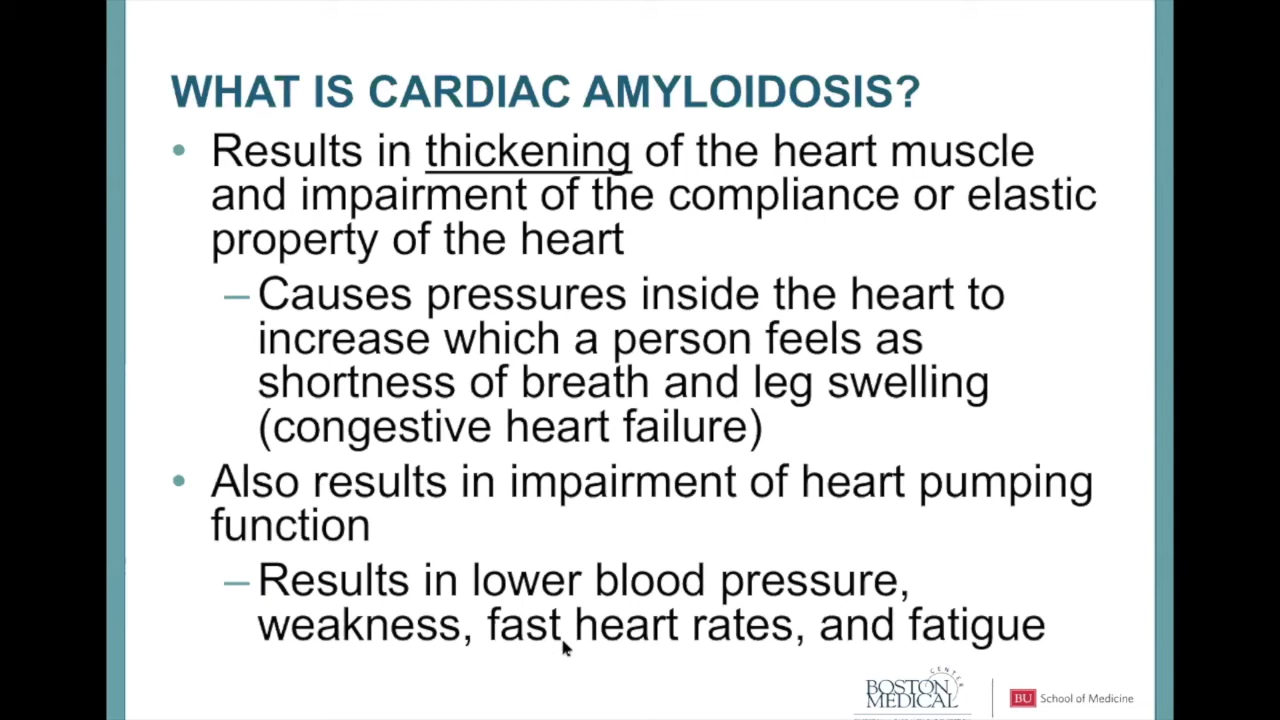 WHAT IS CARDIAC AMYLOIDOSIS?
• Results in thickening of the heart muscle
and impairment of the compliance or elastic
property of the heart
– Causes pressures inside the heart to
increase which a person feels as
shortness of breath and leg swelling
(congestive heart failure)
• Also results in impairment of heart pumping
function
– Results in lower blood pressure,
weakness, fast heart rates, and fatigue
BOSTON
MEDICAL
CENTER
BU School of Medicine